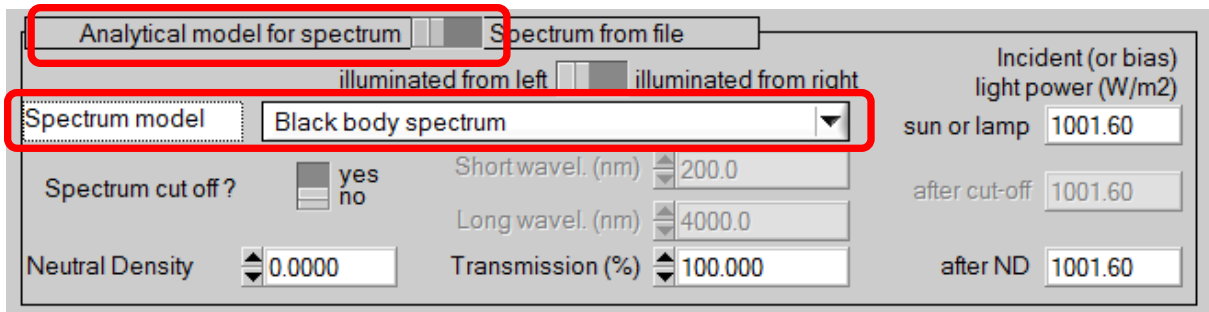 Analytical model for spectrum Spectrum from file
Incident (or bias)
light power (W/m2)
illuminated from left illuminated from right
Spectrum model Black body spectrum sun or lamp 1001.60
Spectrum cut off ? yes
no
Short wavel. (nm) 200.0
after cut-off 1001.60
Long wavel. (nm) 4000.0
Neutral Density 0.0000 Transmission (%) 100.000 after ND 1001.60